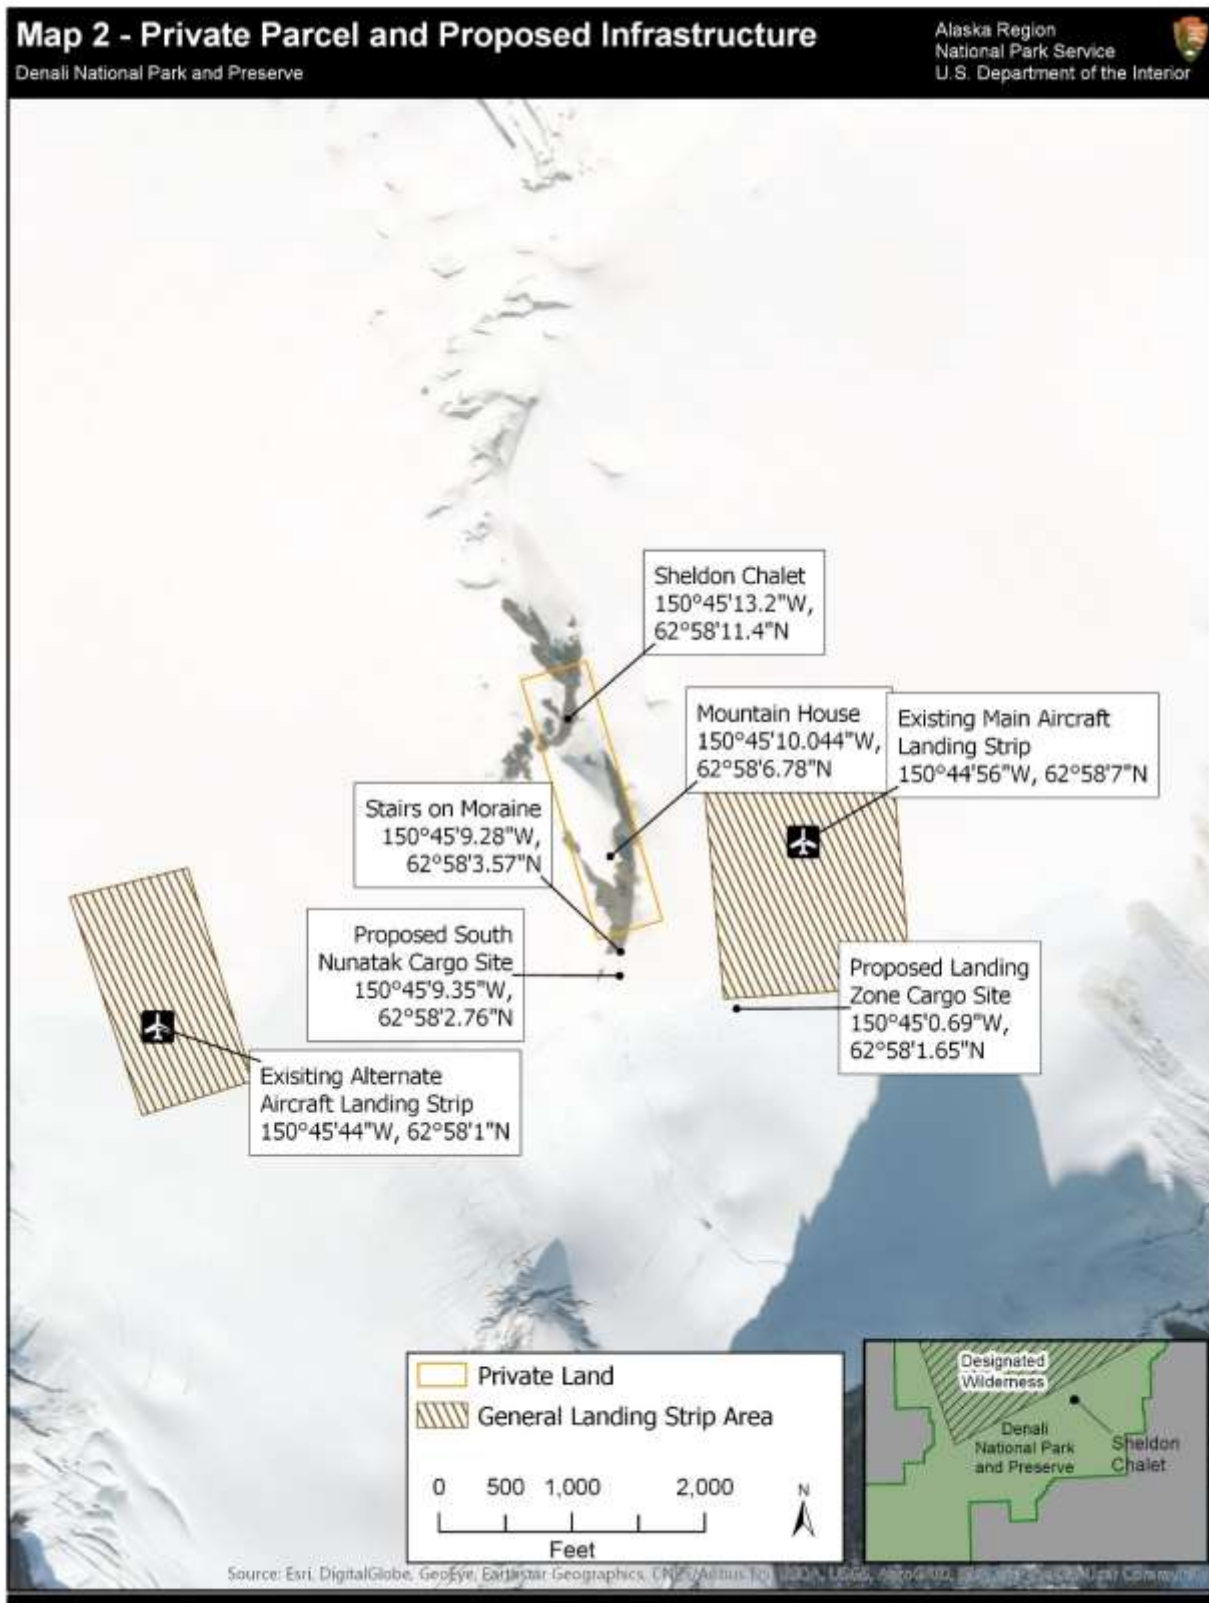 Map 2 - Private Parcel and Proposed Infrastructure
Denali National Park and Preserve
Alaska Region
National Park Service
U.S. Department of the Interior
Sheldon Chalet
150°45'13.2"W,
62°58'11.4"N
Mountain House
150°45'10.044"W,
62°58'6.78"N
Existing Main Aircraft
Landing Strip
150°44'56"W, 62°58'7"N
Stairs on Moraine
150°45'9.28"W,
62°58'3.57"N
Proposed South
Nunatak Cargo Site
150°45'9.35"W,
62°58'2.76"N
Proposed Landing
Zone Cargo Site
150°45'0.69"W,
62°58'1.65"N
Exisiting Alternate
Aircraft Landing Strip
150°45'44"W, 62°58'1"N
Private Land
General Landing Strip Area
0 500 1,000 2,000
Feet
N
Designated
Wilderness
Denali
National Park
and Preserve
Sheldon
Chalet
Source: Esri, DigitalGlobe, GeoEye, Earthstar Geographics,